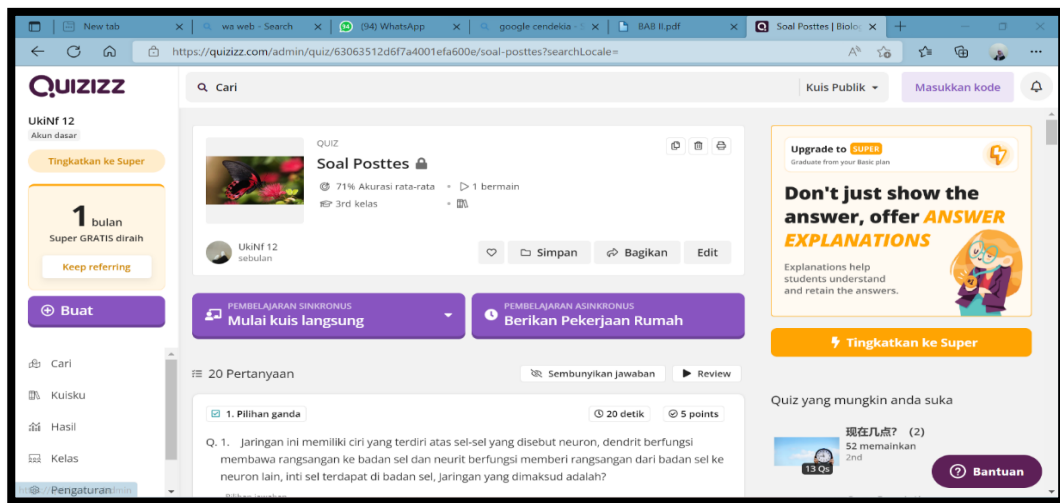 New tab
wa web - Search
(94) WhatsApp
google cendekia - S
BAB II.pdf
Soal Posttes | Biolog
https://quizizz.com/admin/quiz/63063512d6f7a4001efa600e/soal-posttes?searchLocale=
QUIZIZZ
Cari
Kuis Publik
Masukkan kode
UkiNf 12
Akun dasar
Tingkatkan ke Super
1 bulan
Super GRATIS diraih
Keep referring
Buat
Cari
Kuisku
Hasil
Kelas
Pengaturan
QUIZ
Soal Posttes
71% Akurasi rata-rata
1 bermain
3rd kelas
UkiNf 12
sebulan
Simpan
Bagikan
Edit
PEMBELAJARAN SINKRONUS
Mulai kuis langsung
PEMBELAJARAN ASINKRONUS
Berikan Pekerjaan Rumah
20 Pertanyaan
Sembunyikan jawaban
Review
1. Pilihan ganda
20 detik
5 points
Q. 1. Jaringan ini memiliki ciri yang terdiri atas sel-sel yang disebut neuron, dendrit berfungsi
membawa rangsangan ke badan sel dan neurit berfungsi memberi rangsangan dari badan sel ke
neuron lain, inti sel terdapat di badan sel, Jaringan yang dimaksud adalah?
Upgrade to SUPER
Graduate from your Basic plan
Don't just show the
answer, offer ANSWER
EXPLANATIONS
Explanations help
students understand
and retain the answers.
Tingkatkan ke Super
Quiz yang mungkin anda suka
现在几点? (2)
52 memainkan
2nd
13 Qs
Bantuan